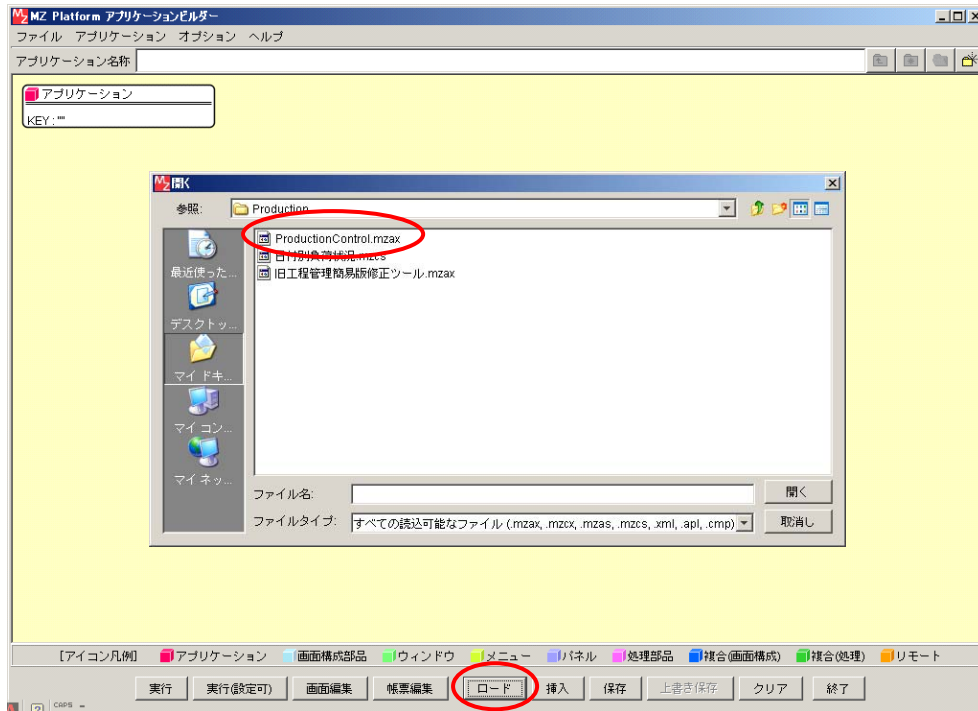 MZ Platform アプリケーションビルダー
ファイル アプリケーション オプション ヘルプ
アプリケーション名称
アプリケーション
KEY : ""
開く
参照: Production
ProductionControl.mzax
日付別負荷状況.mzcs
旧工程管理簡易版修正ツール.mzax
最近使った...
デスクトッ...
マイ ドキ...
マイ コン...
マイ ネッ...
ファイル名: 開く
ファイルタイプ: すべての読込可能なファイル (.mzax, .mzcx, .mzas, .mzcs, .xml, .apl, .cmp) 取消し
[アイコン凡例] アプリケーション 画面構成部品 ウィンドウ メニュー パネル 処理部品 複合(画面構成) 複合(処理) リモート
実行 実行(設定可) 画面編集 帳票編集 ロード 挿入 保存 上書き保存 クリア 終了
CAPS